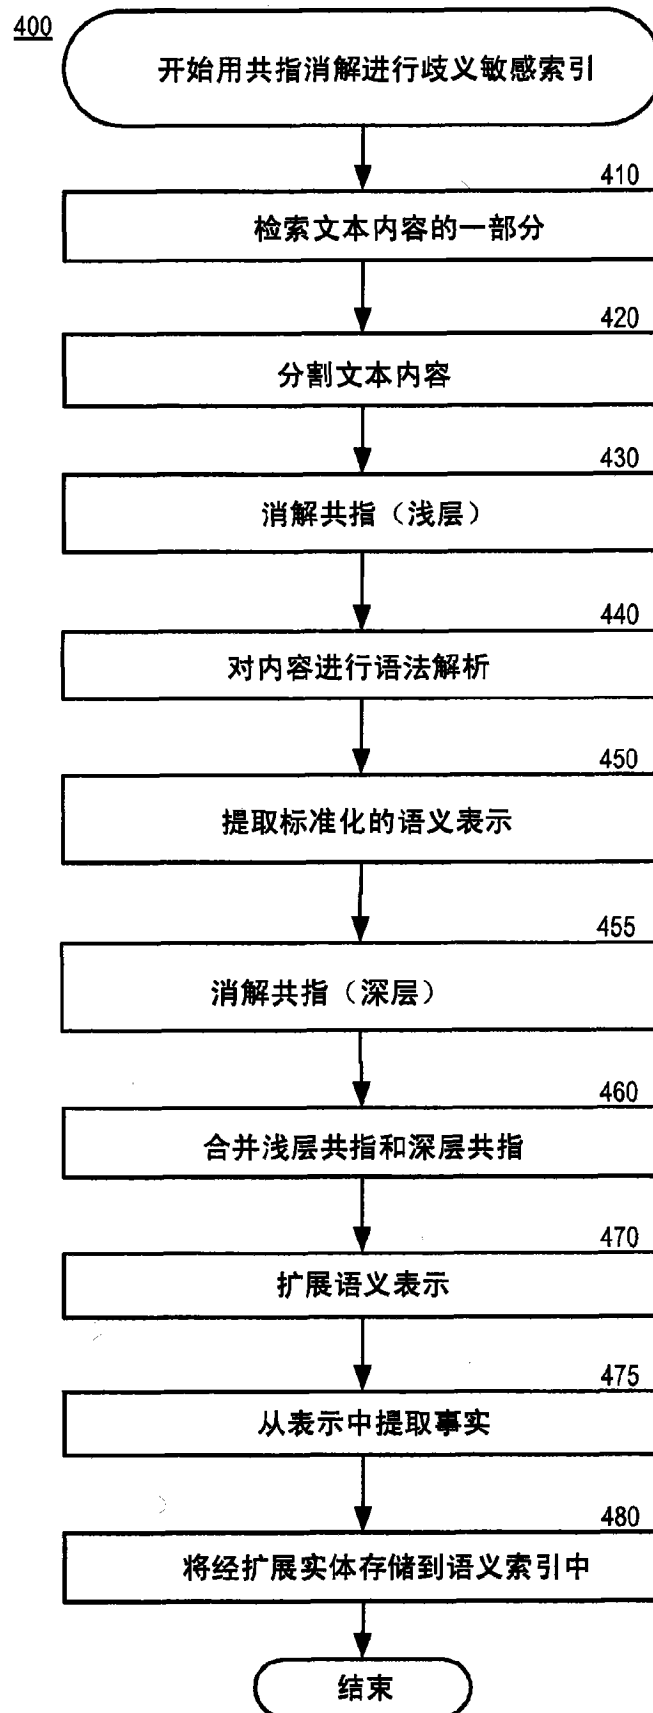 400
开始用共指消解进行歧义敏感索引
410
检索文本内容的一部分
420
分割文本内容
430
消解共指（浅层）
440
对内容进行语法解析
450
提取标准化的语义表示
455
消解共指（深层）
460
合并浅层共指和深层共指
470
扩展语义表示
475
从表示中提取事实
480
将经扩展实体存储到语义索引中
结束